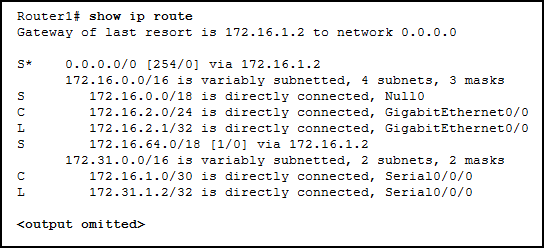 Router1# show ip route
Gateway of last resort is 172.16.1.2 to network 0.0.0.0
S* 0.0.0.0/0 [254/0] via 172.16.1.2
172.16.0.0/16 is variably subnetted, 4 subnets, 3 masks
S 172.16.0.0/18 is directly connected, Null0
C 172.16.2.0/24 is directly connected, GigabitEthernet0/0
L 172.16.2.1/32 is directly connected, GigabitEthernet0/0
S 172.16.64.0/18 [1/0] via 172.16.1.2
172.31.0.0/16 is variably subnetted, 2 subnets, 2 masks
C 172.16.1.0/30 is directly connected, Serial0/0/0
L 172.31.1.2/32 is directly connected, Serial0/0/0
<output omitted>